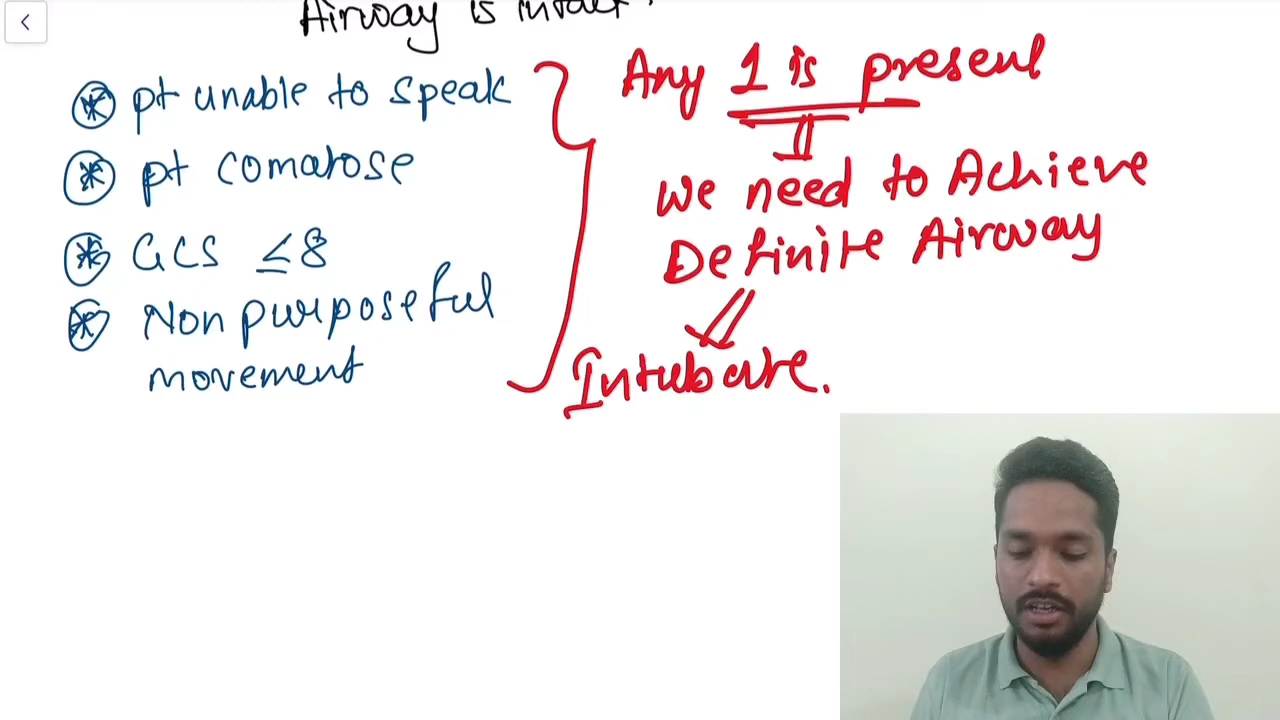 Airway is intact.
pt unable to speak
pt comatose
GCS ≤8
Non purposeful
movement
Any 1 is present
We need to Achieve
Definite Airway
Intubate.